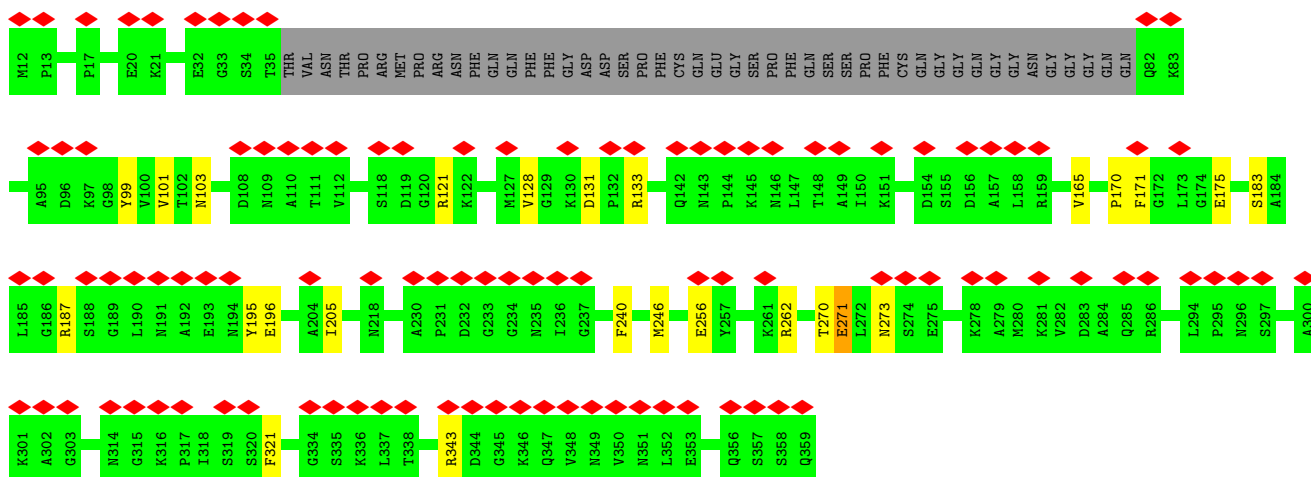 M12 P13 P17 E20 K21 E32 G33 S34 T35 THR VAL ASN THR PRO ARG MET PRO ARG ASN PHE GLN GLN PHE PHE GLY ASP ASP SER PRO PHE CYS GLN GLU GLY SER PRO PHE GLN SER SER PRO PHE CYS GLN GLY GLY GLN GLY GLY ASN GLY GLY GLY GLN GLN Q82 K83
A95 D96 K97 G98 Y99 V100 V101 T102 N103 D108 N109 A110 T111 V112 S118 D119 G120 R121 K122 M127 V128 G129 K130 D131 P132 R133 Q142 N143 P144 K145 N146 L147 T148 A149 I150 K151 D154 S155 D156 A157 L158 R159 V165 P170 F171 G172 L173 G174 E175 S183 A184
L185 G186 R187 S188 G189 L190 N191 A192 E193 N194 Y195 E196 A204 I205 N218 A230 P231 D232 G233 G234 N235 I236 G237 F240 M246 E256 Y257 K261 R262 T270 E271 L272 N273 S274 E275 K278 A279 M280 K281 V282 D283 A284 Q285 R286 L294 P295 N296 S297 A300
K301 A302 G303 N314 G315 K316 P317 I318 S319 S320 F321 G334 S335 K336 L337 T338 R343 D344 G345 K346 Q347 V348 N349 V350 N351 L352 E353 Q356 S357 S358 Q359